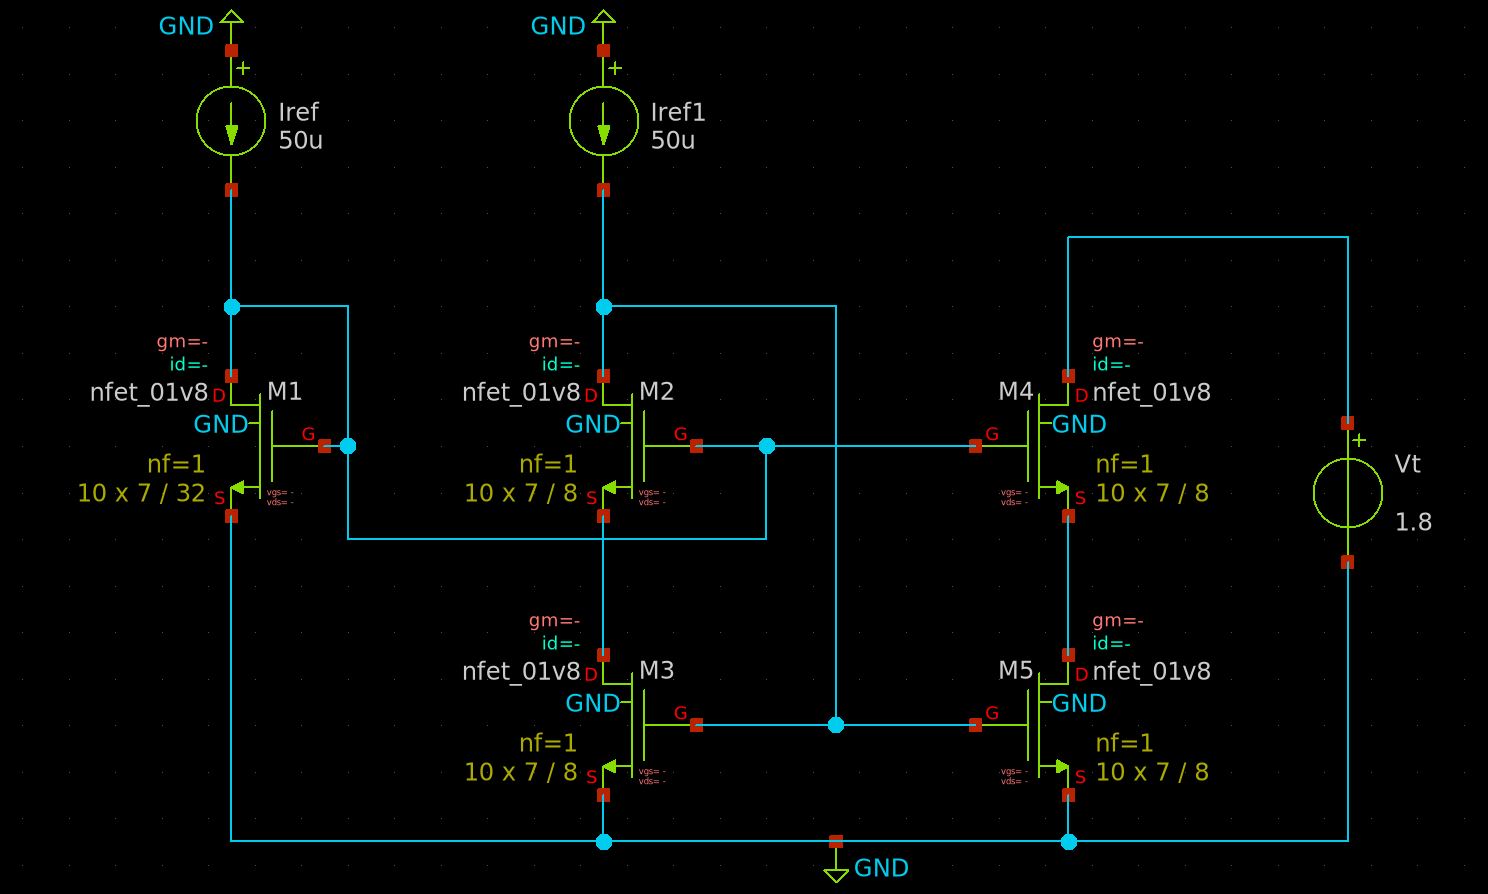 GND
+
Iref
50u
GND
+
Iref1
50u
gm=-
id=-
nfet_01v8
D
M1
GND
G
nf=1
10 x 7 / 32
S
vgs= -
vds= -
gm=-
id=-
nfet_01v8
D
M2
GND
G
nf=1
10 x 7 / 8
S
vgs= -
vds= -
gm=-
id=-
M4
D
nfet_01v8
GND
G
nf=1
10 x 7 / 8
S
vgs= -
vds= -
+
Vt
1.8
gm=-
id=-
nfet_01v8
D
M3
GND
G
nf=1
10 x 7 / 8
S
vgs= -
vds= -
gm=-
id=-
M5
D
nfet_01v8
GND
G
nf=1
10 x 7 / 8
S
vgs= -
vds= -
GND